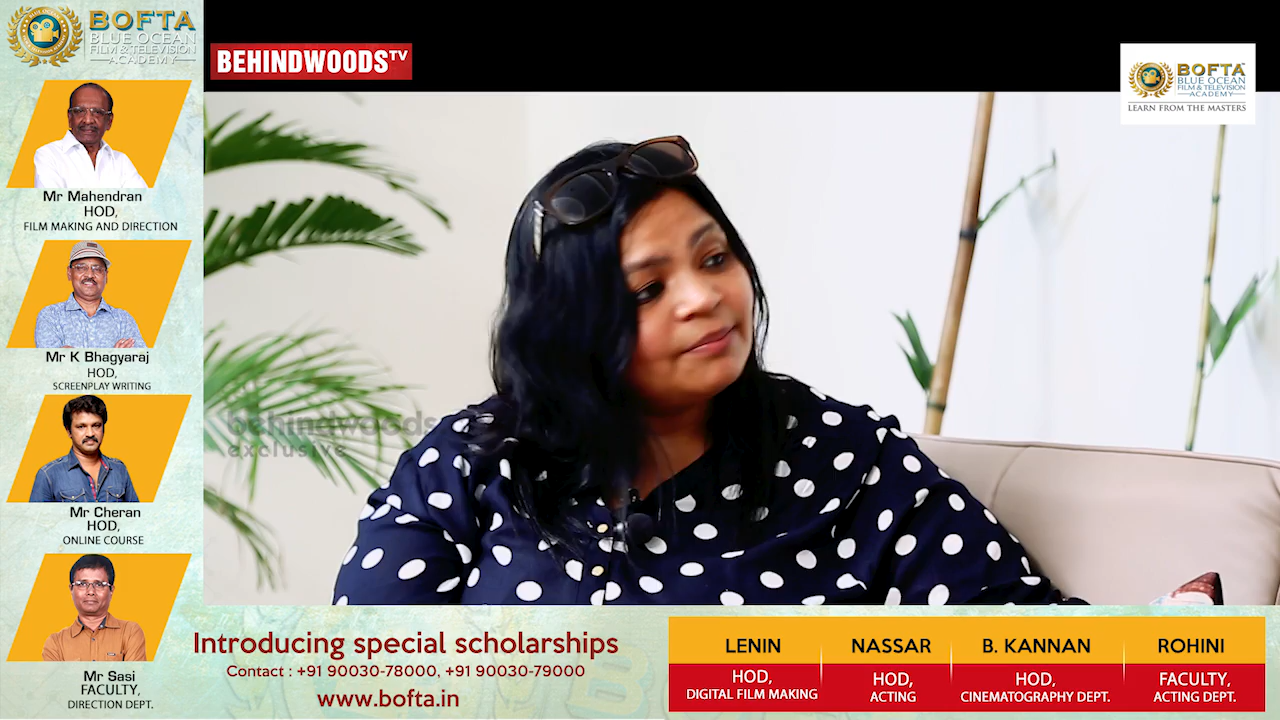 BOFTA
BLUE OCEAN
FILM & TELEVISION
ACADEMY
BEHINDWOODS TV
BOFTA
BLUE OCEAN
FILM & TELEVISION
ACADEMY
LEARN FROM THE MASTERS
Mr Mahendran
HOD,
FILM MAKING AND DIRECTION
Mr K Bhagyaraj
HOD,
SCREENPLAY WRITING
Mr Cheran
HOD,
ONLINE COURSE
Mr Sasi
FACULTY,
DIRECTION DEPT.
behindwoods
exclusive
Introducing special scholarships
Contact : +91 90030-78000, +91 90030-79000
www.bofta.in
LENIN
HOD,
DIGITAL FILM MAKING
NASSAR
HOD,
ACTING
B. KANNAN
HOD,
CINEMATOGRAPHY DEPT.
ROHINI
FACULTY,
ACTING DEPT.